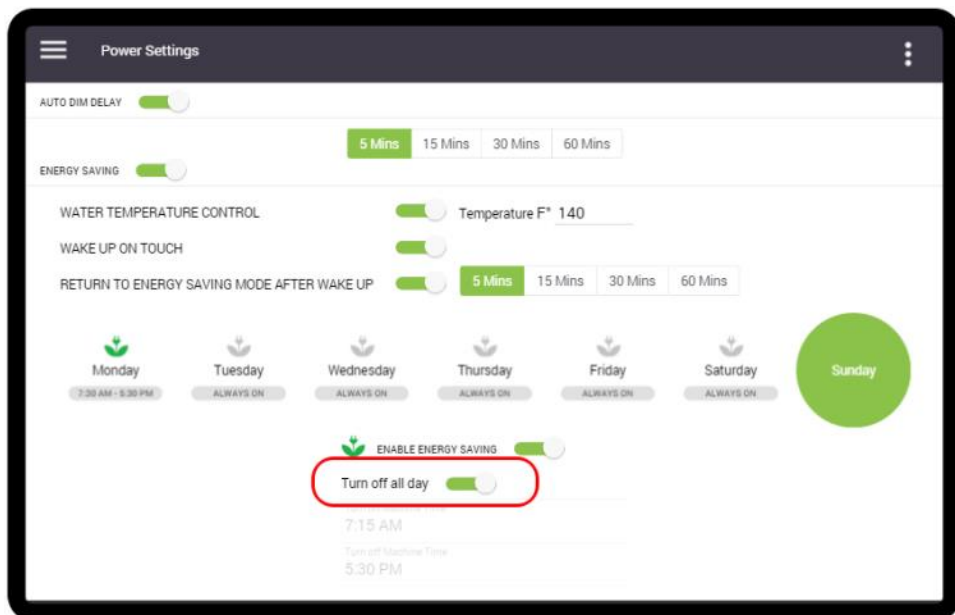 Power Settings
AUTO DIM DELAY
5 Mins 15 Mins 30 Mins 60 Mins
ENERGY SAVING
WATER TEMPERATURE CONTROL Temperature F° 140
WAKE UP ON TOUCH
RETURN TO ENERGY SAVING MODE AFTER WAKE UP 5 Mins 15 Mins 30 Mins 60 Mins
Monday Tuesday Wednesday Thursday Friday Saturday Sunday
7:30 AM - 5:30 PM ALWAYS ON ALWAYS ON ALWAYS ON ALWAYS ON ALWAYS ON
ENABLE ENERGY SAVING
Turn off all day
7:15 AM
Turn off Machine Time
5:30 PM